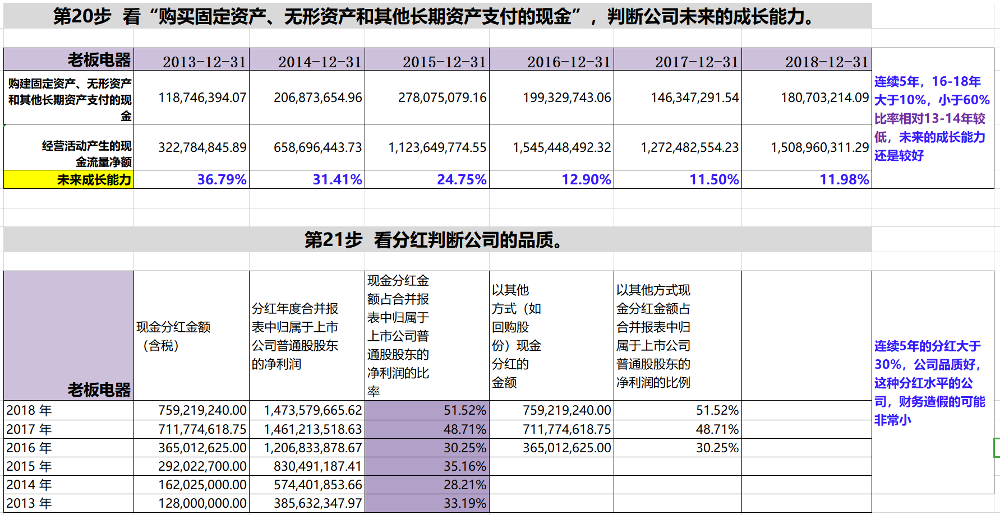 第20步 看“购买固定资产、无形资产和其他长期资产支付的现金”，判断公司未来的成长能力。
老板电器 2013-12-31 2014-12-31 2015-12-31 2016-12-31 2017-12-31 2018-12-31
购建固定资产、无形资产
和其他长期资产支付的现
金
118,746,394.07 206,873,654.96 278,075,079.16 199,329,743.06 146,347,291.54 180,703,214.09
经营活动产生的现
金流量净额
322,784,845.89 658,696,443.73 1,123,649,774.55 1,545,448,492.32 1,272,482,554.23 1,508,960,311.29
未来成长能力 36.79% 31.41% 24.75% 12.90% 11.50% 11.98%
连续5年，16-18年
大于10%，小于60%
比率相对13-14年较
低，未来的成长能力
还是较好
第21步 看分红判断公司的品质。
老板电器
现金分红金额
（含税）
分红年度合并报
表中归属于上市
公司普通股股东
的净利润
现金分红金
额占合并报
表中归属于
上市公司普
通股股东的
净利润的比
率
以其他
方式（如
回购股
份）现金
分红的
金额
以其他方式现
金分红金额占
合并报表中归
属于上市公司
普通股股东的
净利润的比例
2018 年 759,219,240.00 1,473,579,665.62 51.52% 759,219,240.00 51.52%
2017 年 711,774,618.75 1,461,213,518.63 48.71% 711,774,618.75 48.71%
2016 年 365,012,625.00 1,206,833,878.67 30.25% 365,012,625.00 30.25%
2015 年 292,022,700.00 830,491,187.41 35.16%
2014 年 162,025,000.00 574,401,853.66 28.21%
2013 年 128,000,000.00 385,632,347.97 33.19%
连续5年的分红大于
30%，公司品质好，
这种分红水平的公
司，财务造假的可能
非常小